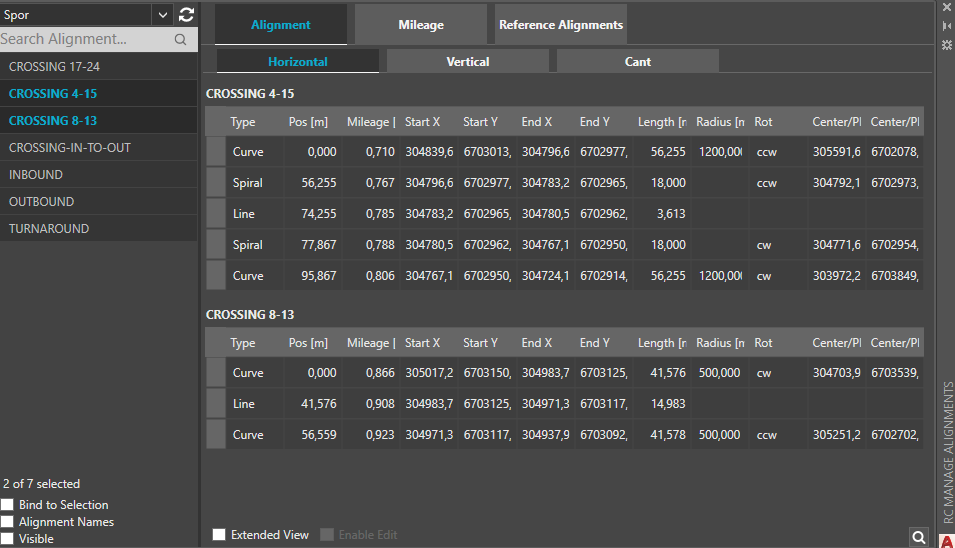 Spor
Search Alignment...
CROSSING 17-24
CROSSING 4-15
CROSSING 8-13
CROSSING-IN-TO-OUT
INBOUND
OUTBOUND
TURNAROUND
2 of 7 selected
Bind to Selection
Alignment Names
Visible
Alignment Mileage Reference Alignments
Horizontal Vertical Cant
CROSSING 4-15
Type Pos [m] Mileage [ Start X Start Y End X End Y Length [m Radius [m Rot Center/PI Center/PI
Curve 0,000 0,710 304839,6 6703013, 304796,6 6702977, 56,255 1200,000 ccw 305591,6 6702078,
Spiral 56,255 0,767 304796,6 6702977, 304783,2 6702965, 18,000 ccw 304792,1 6702973,
Line 74,255 0,785 304783,2 6702965, 304780,5 6702962, 3,613
Spiral 77,867 0,788 304780,5 6702962, 304767,1 6702950, 18,000 cw 304771,6 6702954,
Curve 95,867 0,806 304767,1 6702950, 304724,1 6702914, 56,255 1200,000 cw 303972,2 6703849,
CROSSING 8-13
Type Pos [m] Mileage [ Start X Start Y End X End Y Length [m Radius [m Rot Center/PI Center/PI
Curve 0,000 0,866 305017,2 6703150, 304983,7 6703125, 41,576 500,000 cw 304703,9 6703539,
Line 41,576 0,908 304983,7 6703125, 304971,3 6703117, 14,983
Curve 56,559 0,923 304971,3 6703117, 304937,9 6703092, 41,578 500,000 ccw 305251,2 6702702,
Extended View Enable Edit
RC MANAGE ALIGNMENTS
A